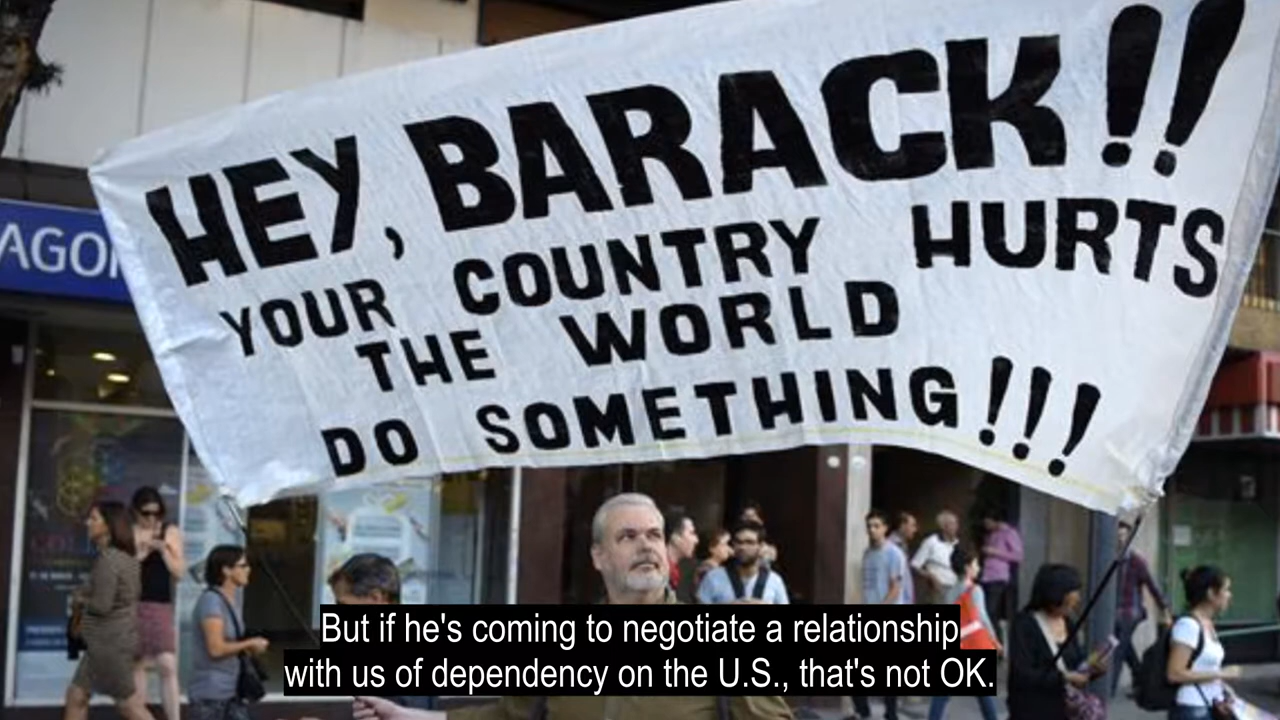 HEY, BARACK!!
YOUR COUNTRY HURTS
THE WORLD
DO SOMETHING!!!
AGO
But if he's coming to negotiate a relationship
with us of dependency on the U.S., that's not OK.